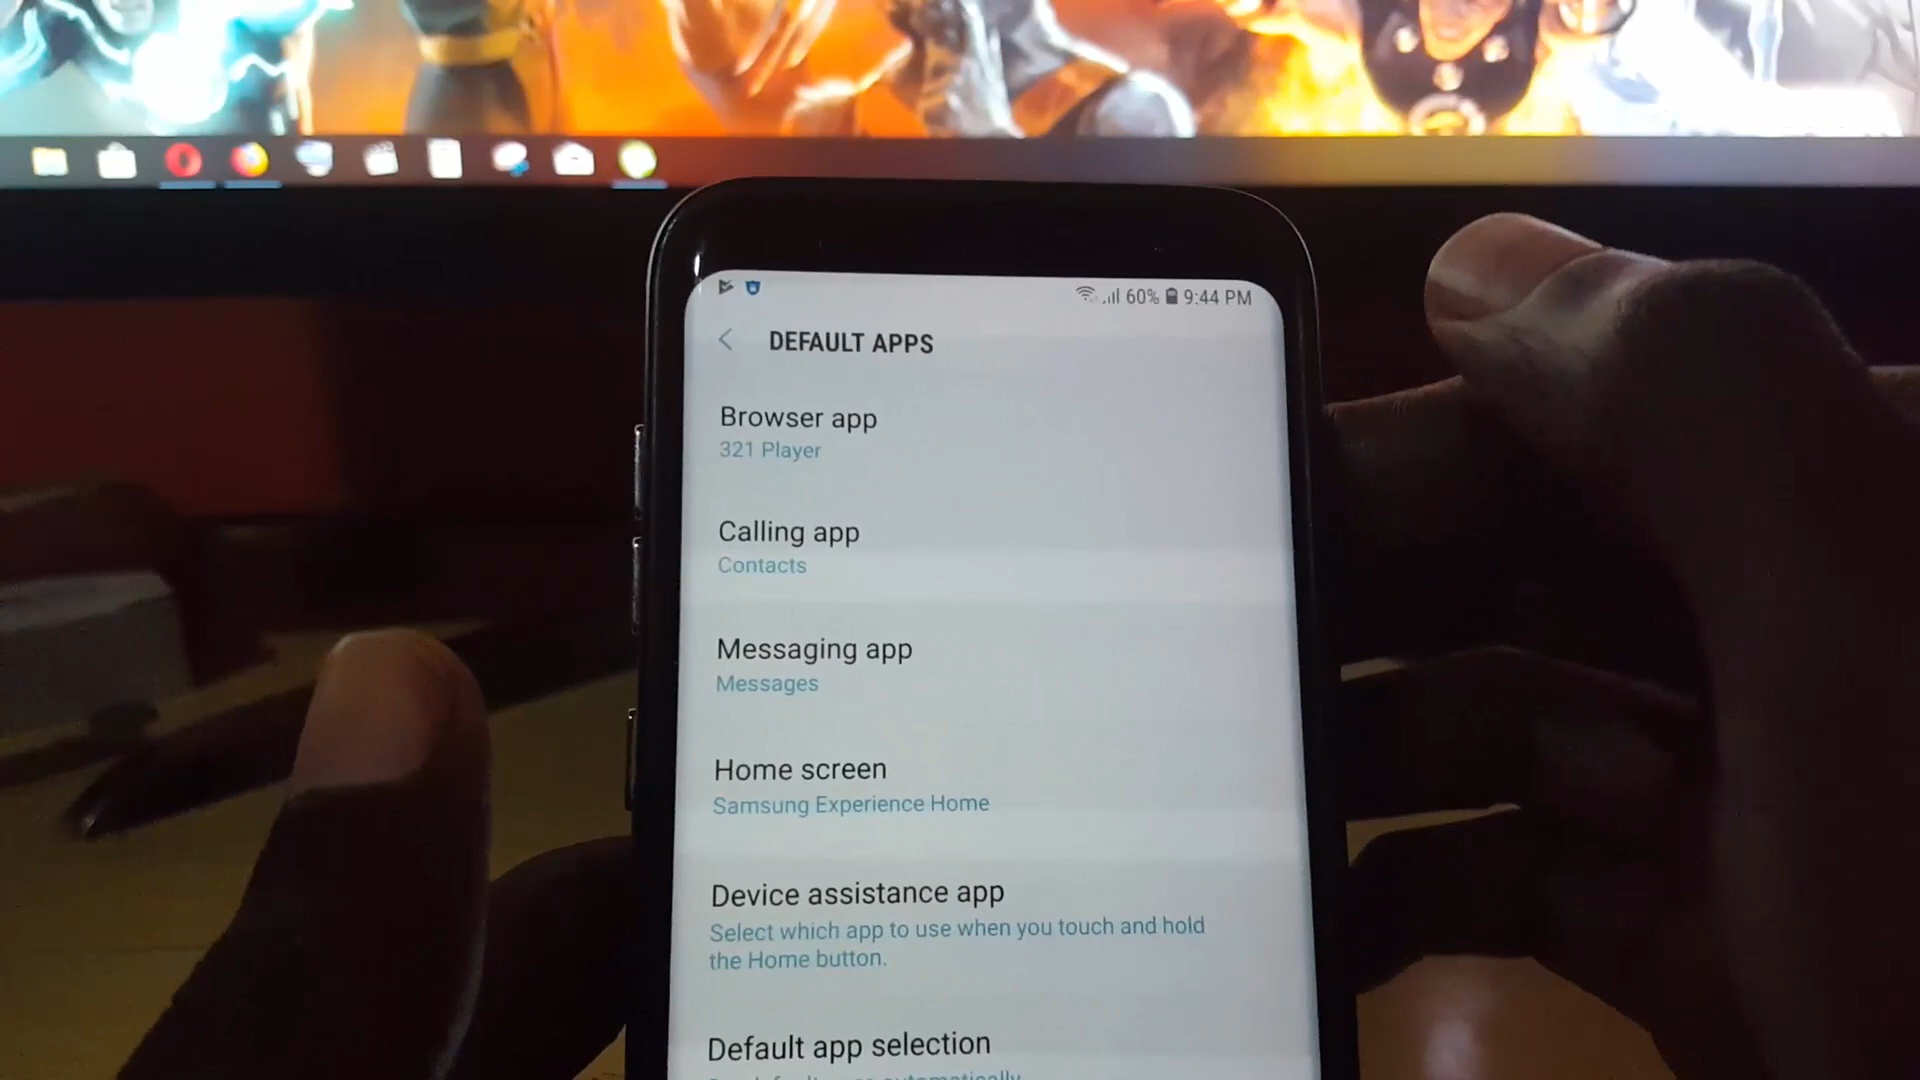 60% 9:44 PM
DEFAULT APPS
Browser app
321 Player
Calling app
Contacts
Messaging app
Messages
Home screen
Samsung Experience Home
Device assistance app
Select which app to use when you touch and hold
the Home button.
Default app selection
automatically